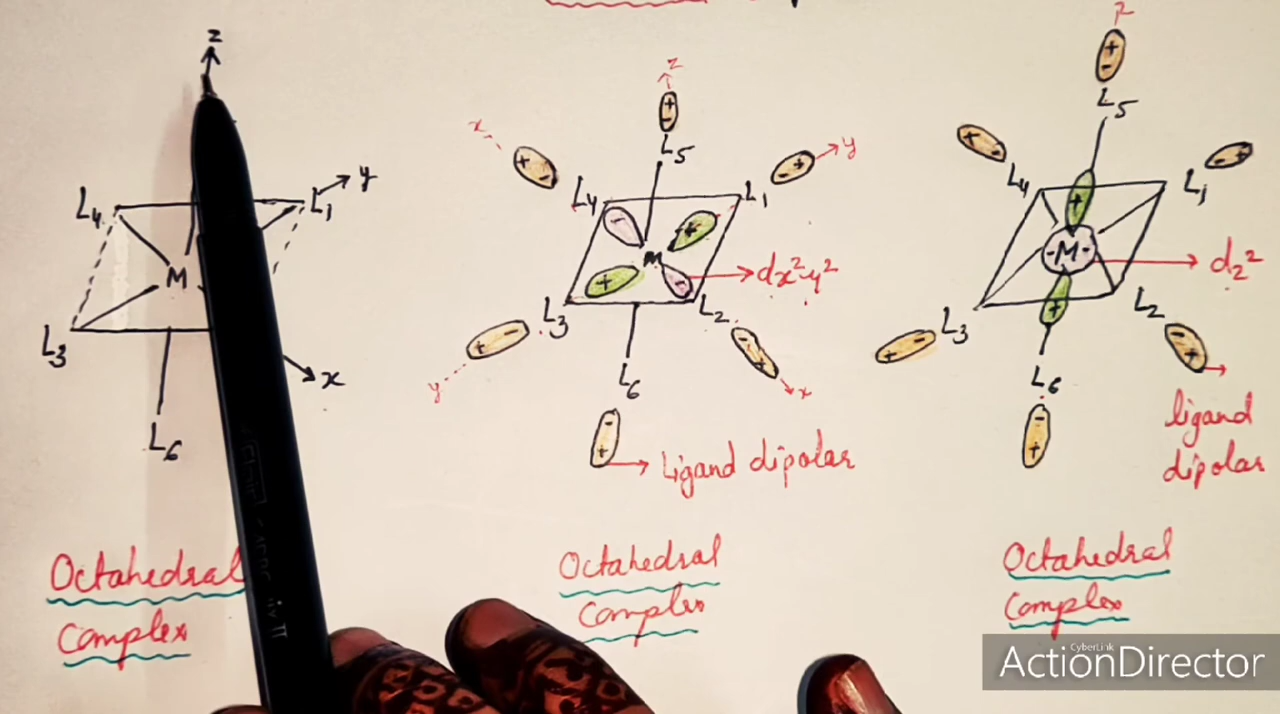 z
L4
L1
y
M
L3
x
L6
Octahedral
Complex
z
+
-
L5
x
+
-
-
y
L4
L1
-
+
M
dx²-y²
+
-
L3
L2
-
+
-
+
y
L6
x
-
+
Ligand dipolar
Octahedral
Complex
z
+
-
L5
+
-
-
+
L4
L1
+
-M-
dz²
+
L3
L2
-
+
-
+
L6
-
+
ligand
dipolar
Octahedral
Complex
CyberLink
ActionDirector